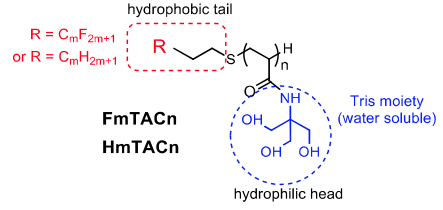 hydrophobic tail
R = CmF2m+1
or R = CmH2m+1
R
S
H
n
O
NH
FmTACn
HmTACn
Tris moiety
(water soluble)
OH
OH
OH
hydrophilic head